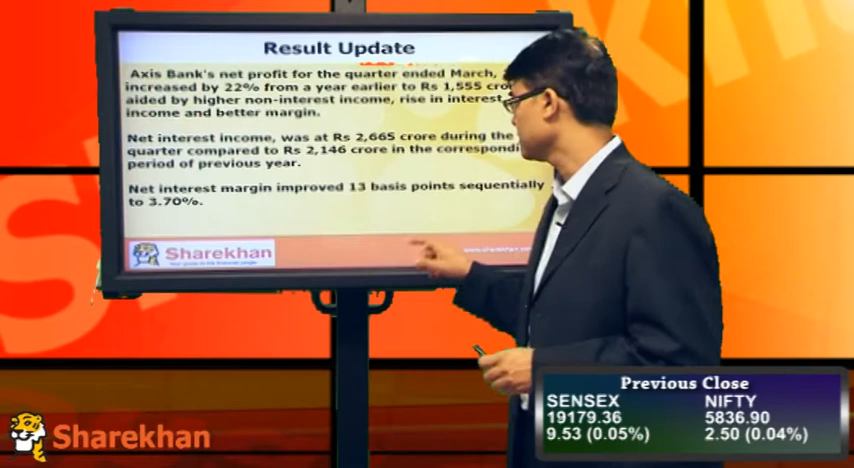 Result Update
Axis Bank's net profit for the quarter ended March,
increased by 22% from a year earlier to Rs 1,555
aided by higher non-interest income, rise in interest
income and better margin.
Net interest income, was at Rs 2,665 crore during the
quarter compared to Rs 2,146 crore in the
period of previous year.
Net interest margin improved 13 basis points sequentially
to 3.70%.
Sharekhan
Sharekhan
Previous Close
SENSEX NIFTY
19179.36 5836.90
9.53 (0.05%) 2.50 (0.04%)